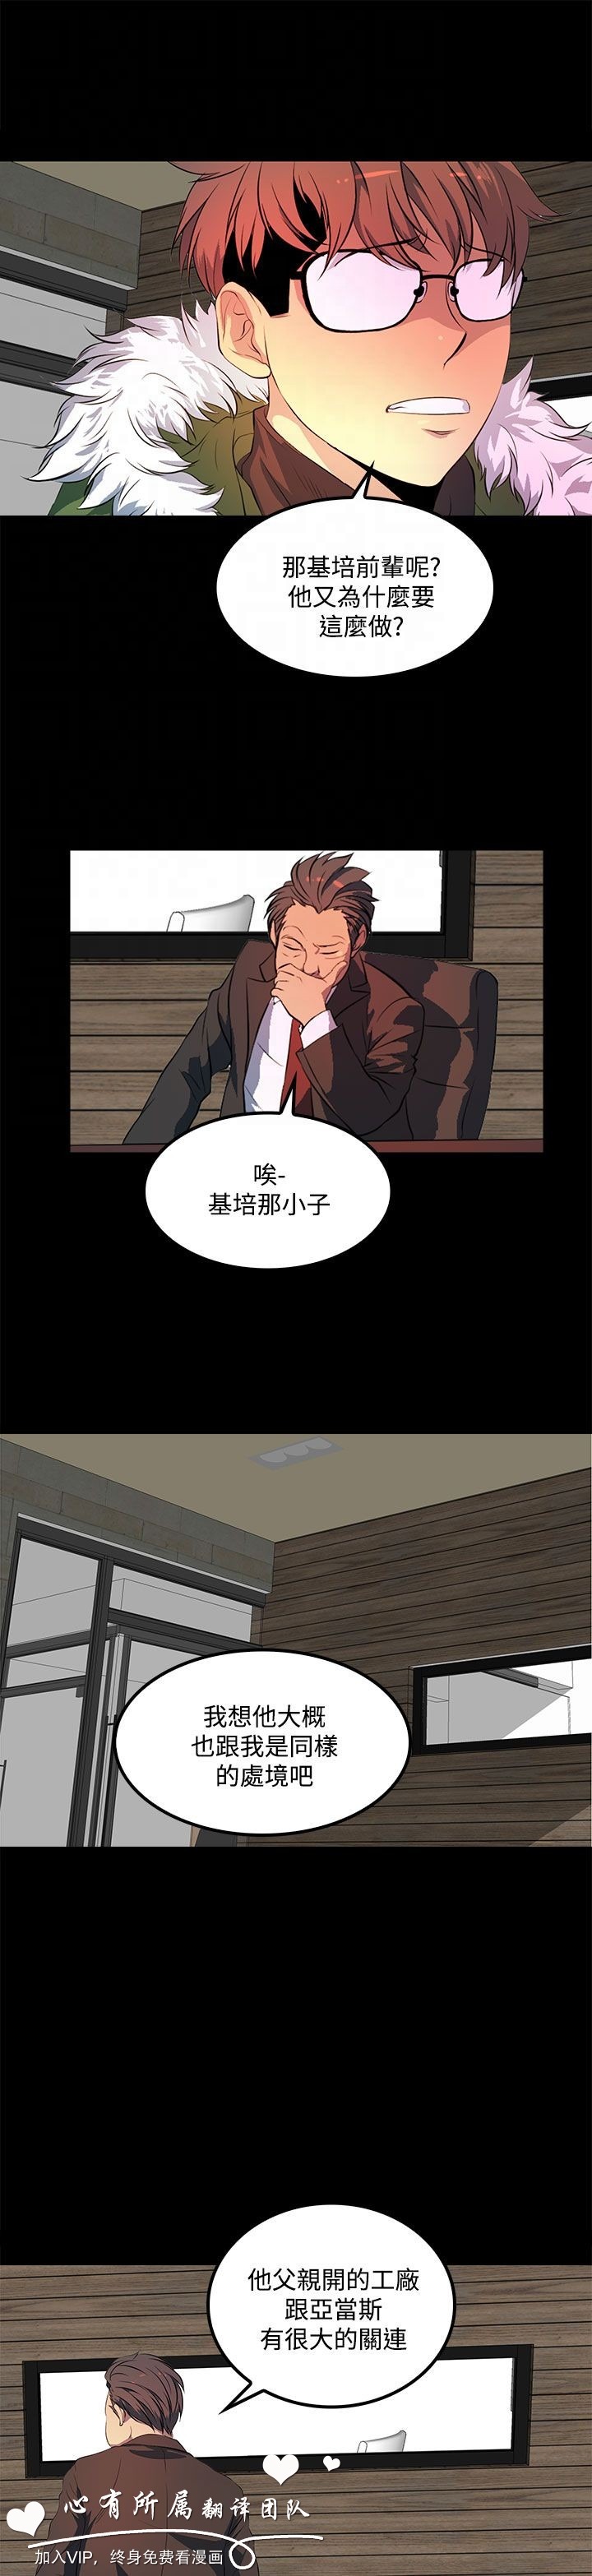 那基培前輩呢?
他又為什麼要
這麼做?
唉-
基培那小子
我想他大概
也跟我是同樣
的處境吧
他父親開的工廠
跟亞當斯
有很大的關連
心有所属翻译团队
加入VIP，终身免费看漫画